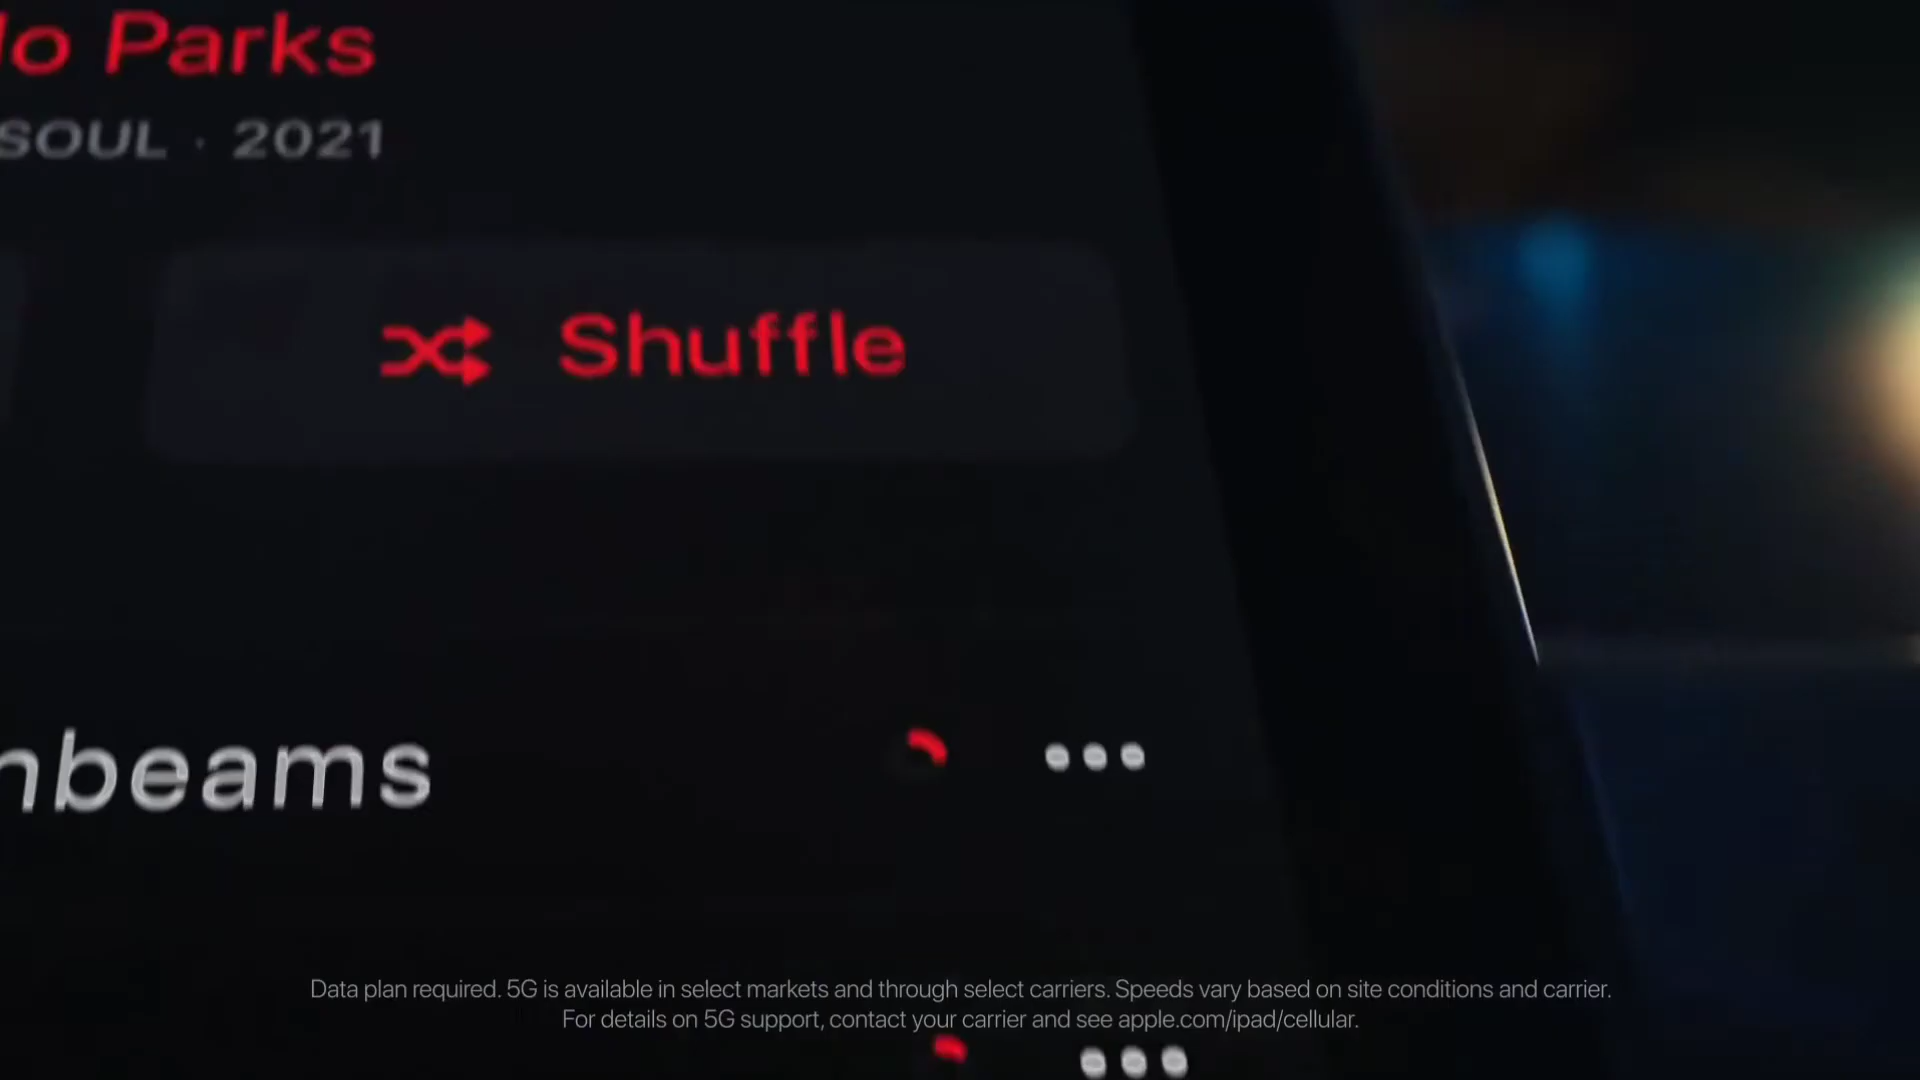 lo Parks
SOUL · 2021
Shuffle
nbeams
Data plan required. 5G is available in select markets and through select carriers. Speeds vary based on site conditions and carrier.
For details on 5G support, contact your carrier and see apple.com/ipad/cellular.